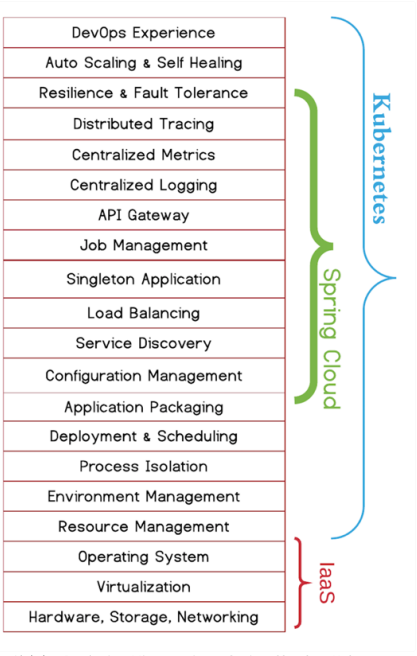 DevOps Experience
Auto Scaling & Self Healing
Resilience & Fault Tolerance
Distributed Tracing
Centralized Metrics
Centralized Logging
API Gateway
Job Management
Singleton Application
Load Balancing
Service Discovery
Configuration Management
Application Packaging
Deployment & Scheduling
Process Isolation
Environment Management
Resource Management
Operating System
Virtualization
Hardware, Storage, Networking
Spring Cloud
IaaS
Kubernetes